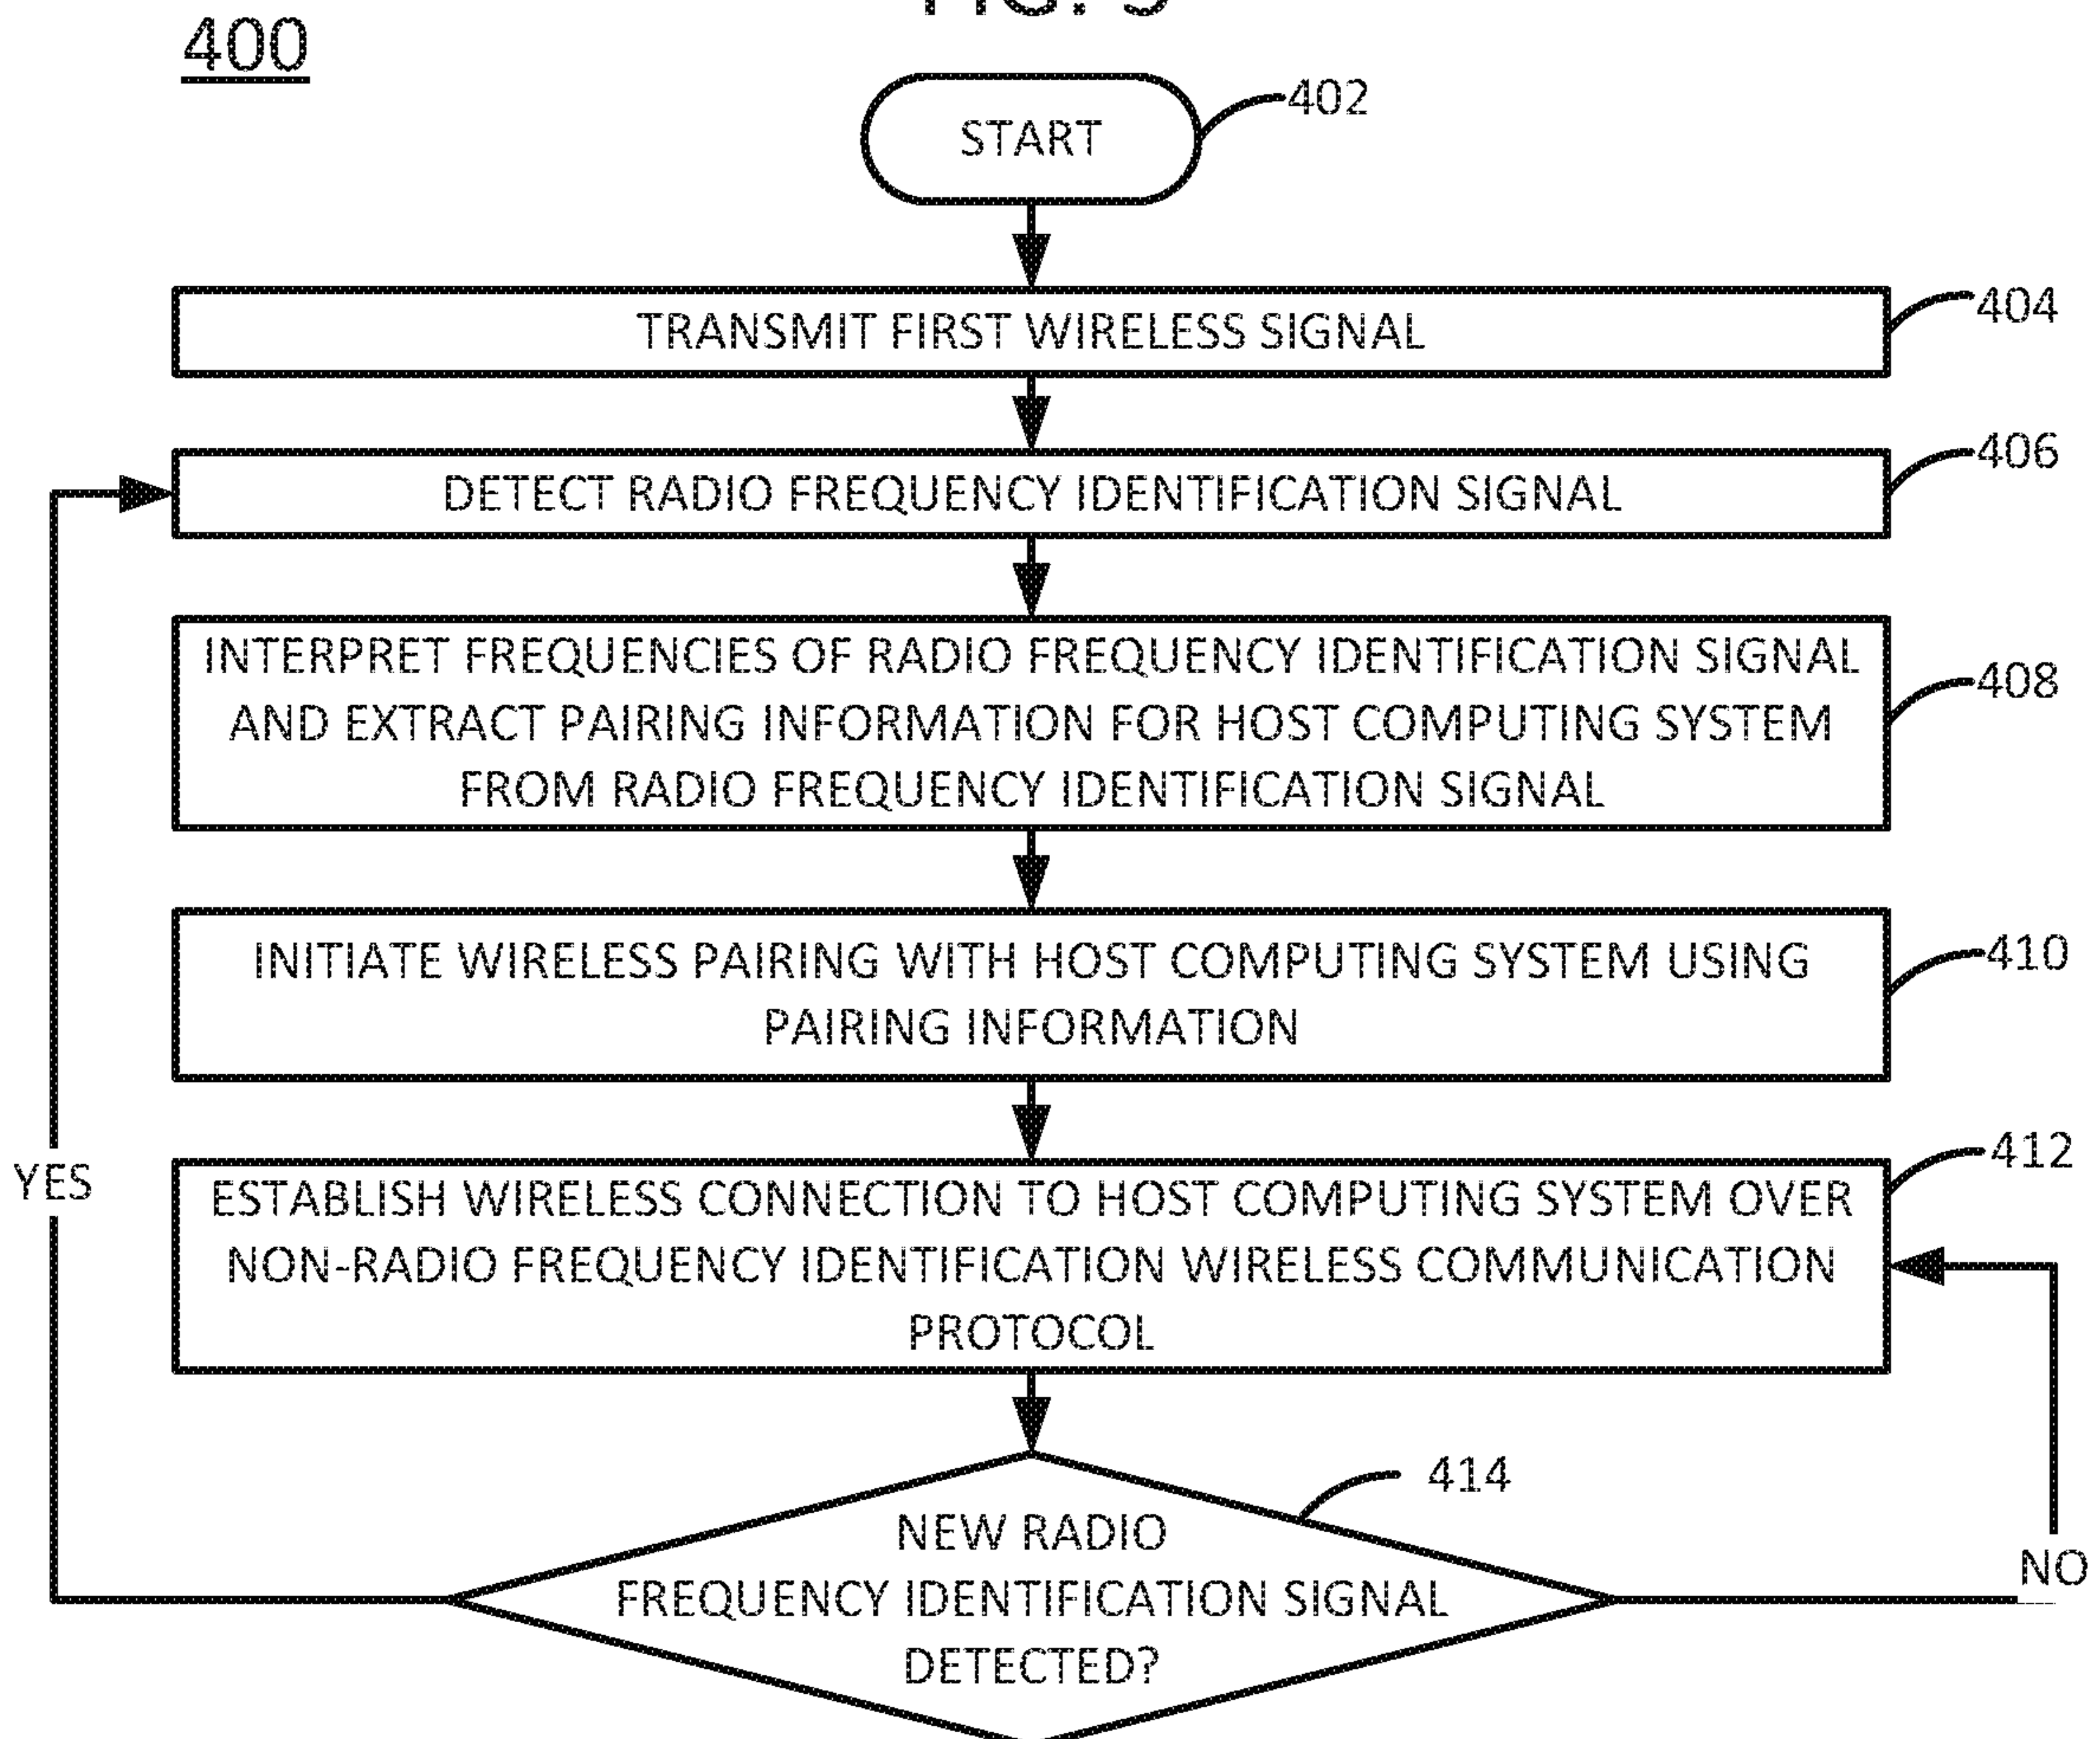 400
START
402
TRANSMIT FIRST WIRELESS SIGNAL
404
DETECT RADIO FREQUENCY IDENTIFICATION SIGNAL
406
INTERPRET FREQUENCIES OF RADIO FREQUENCY IDENTIFICATION SIGNAL
AND EXTRACT PAIRING INFORMATION FOR HOST COMPUTING SYSTEM
FROM RADIO FREQUENCY IDENTIFICATION SIGNAL
408
INITIATE WIRELESS PAIRING WITH HOST COMPUTING SYSTEM USING
PAIRING INFORMATION
410
ESTABLISH WIRELESS CONNECTION TO HOST COMPUTING SYSTEM OVER
NON-RADIO FREQUENCY IDENTIFICATION WIRELESS COMMUNICATION
PROTOCOL
412
YES
NEW RADIO
FREQUENCY IDENTIFICATION SIGNAL
DETECTED?
414
NO